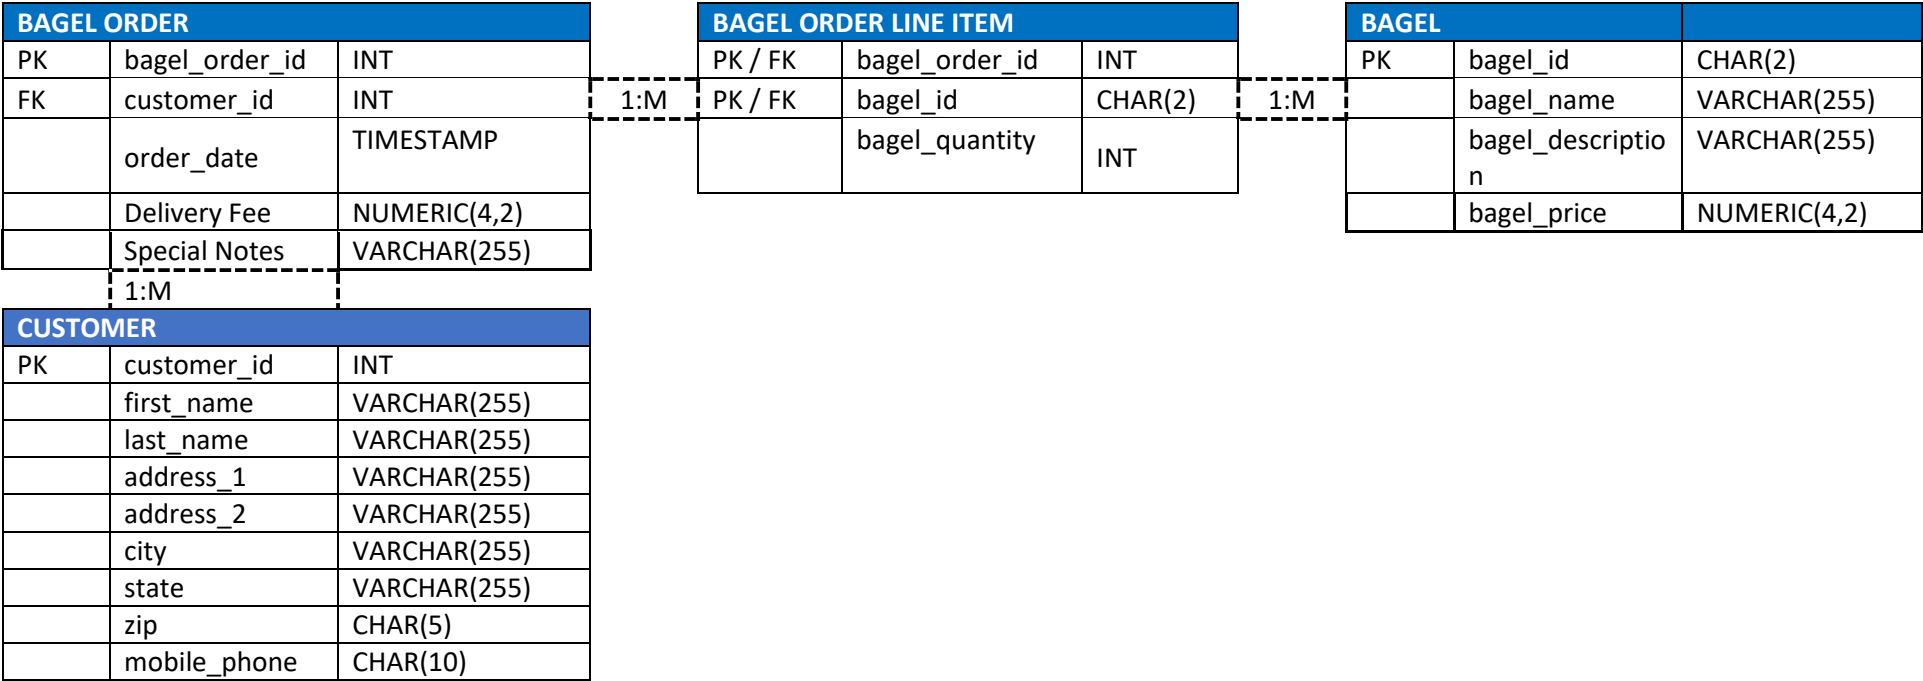 BAGEL ORDER
PK bagel_order_id INT
FK customer_id INT
order_date TIMESTAMP
Delivery Fee NUMERIC(4,2)
Special Notes VARCHAR(255)
1:M
BAGEL ORDER LINE ITEM
PK / FK bagel_order_id INT
PK / FK bagel_id CHAR(2)
bagel_quantity INT
1:M
BAGEL
PK bagel_id CHAR(2)
bagel_name VARCHAR(255)
bagel_descriptio VARCHAR(255)
n
bagel_price NUMERIC(4,2)
1:M
CUSTOMER
PK customer_id INT
first_name VARCHAR(255)
last_name VARCHAR(255)
address_1 VARCHAR(255)
address_2 VARCHAR(255)
city VARCHAR(255)
state VARCHAR(255)
zip CHAR(5)
mobile_phone CHAR(10)